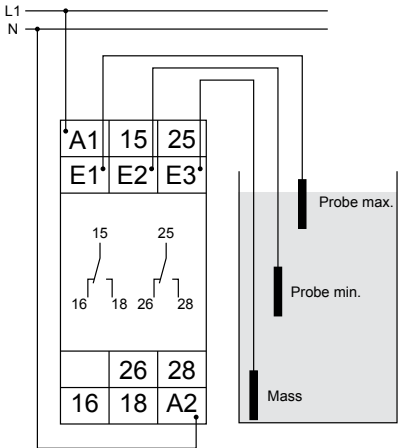 L1
N
A1 15 25
E1 E2 E3
Probe max.
15 25
16 18 26 28
Probe min.
26 28
Mass
16 18 A2